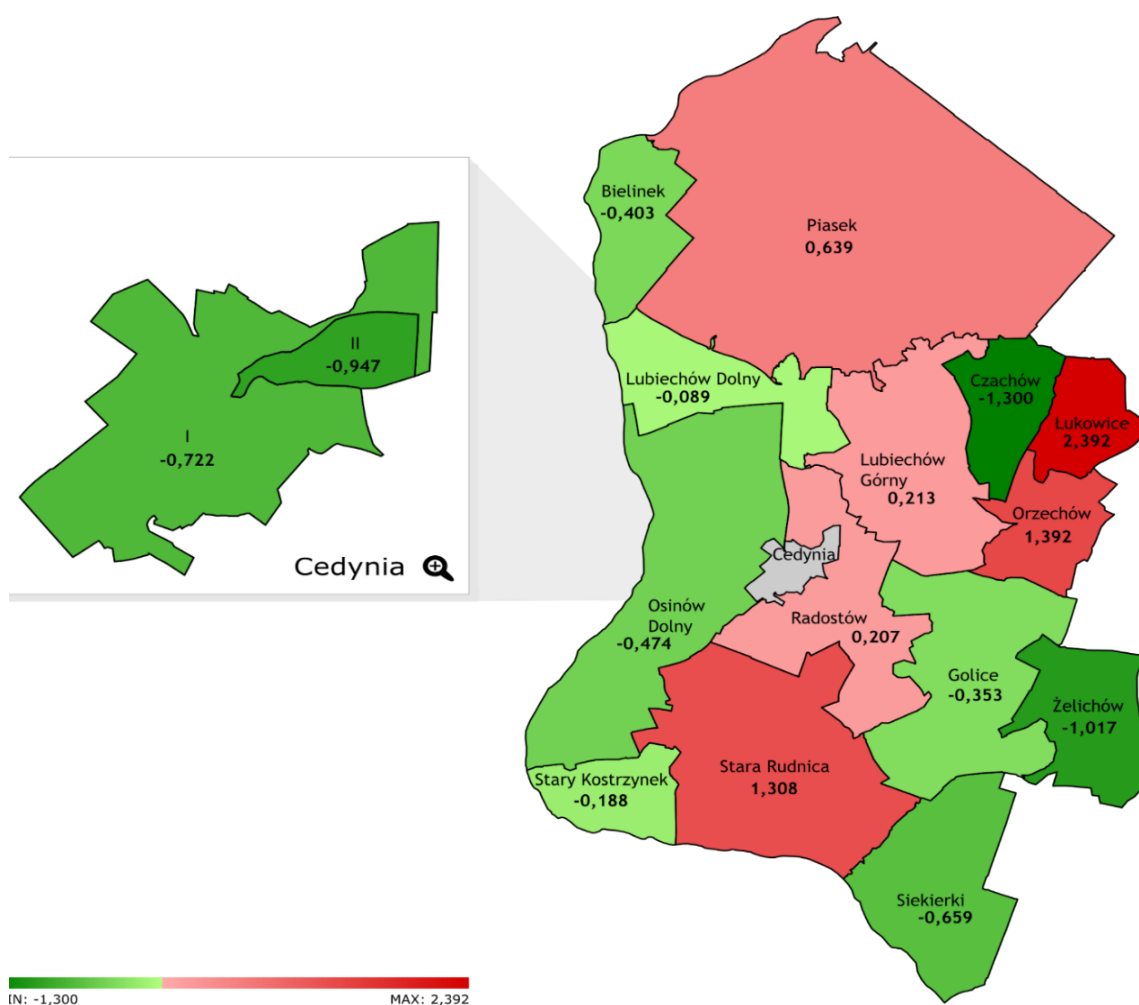 Bielinek
-0,403
Piasek
0,639
II
-0,947
I
-0,722
Cedynia
Lubiechów Dolny
-0,089
Czachów
-1,300
Łukowice
2,392
Lubiechów
Górny
0,213
Orzechów
1,392
Cedynia
Osinów
Dolny
-0,474
Radostów
0,207
Golice
-0,353
Żelichów
-1,017
Stary Kostrzynek
-0,188
Stara Rudnica
1,308
Siekierki
-0,659
IN: -1,300
MAX: 2,392